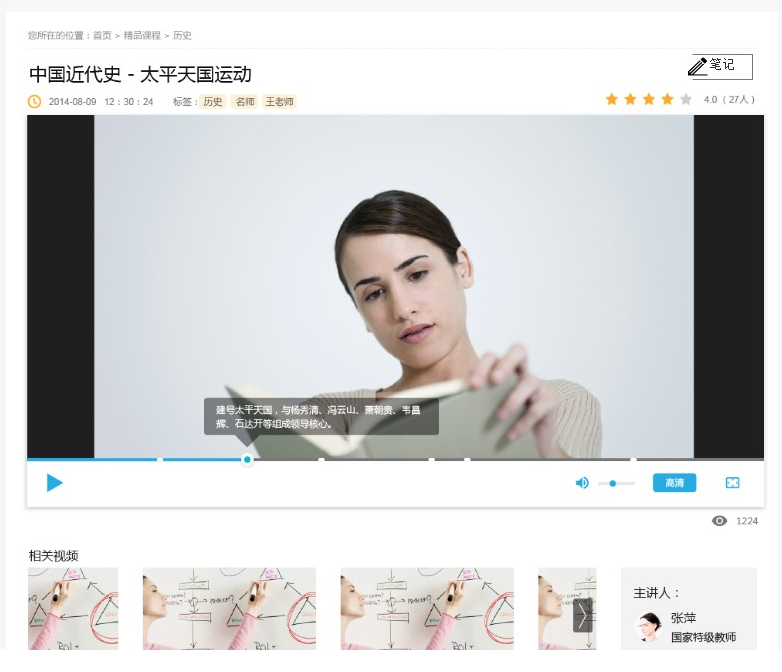 您所在的位置：首页 > 精品课程 > 历史
中国近代史 - 太平天国运动
笔记
2014-08-09 12：30：24 标签：历史 名师 王老师
4.0（27人）
建号太平天国，与杨秀清、冯云山、萧朝贵、韦昌
辉、石达开等组成领导核心。
高清
1224
相关视频
主讲人：
张萍
国家特级教师